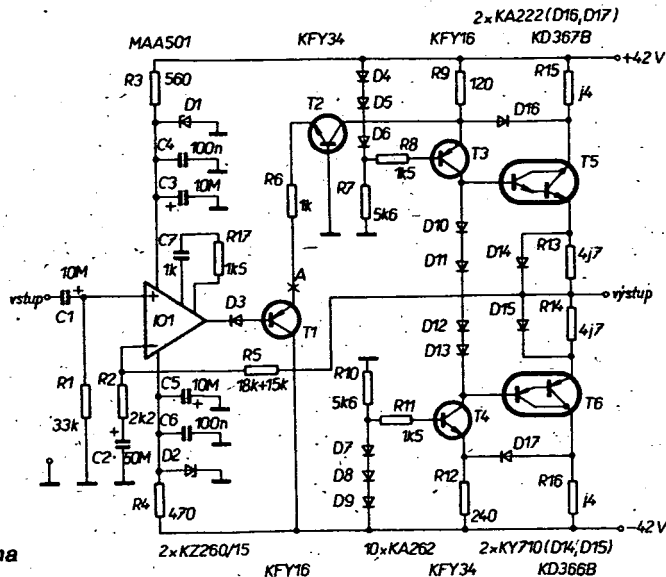 2×KA222(D16,D17)
MAA501 KFY34 KFY16 KD367B
+42V
R3 560
D4
R9 120
R15 j4
D1
D5
T2
D16
C4 100n
D6
R8 1k5
T3
T5
C3 10M
+
R6 1k
R7 5k6
C7 1k
R17 1k5
D10
D11
D14
R13 4j7
A
vstup
10M
+
C1
+
IO1
D3
T1
výstup
D12
D15
R14 4j7
D13
R1 33k
R2 2k2
R5 18k+15k
C5 10M
+
R10 5k6
R11 1k5
T4
T6
C6 100n
+
C2 50M
D2
D7
D17
D8
R12 240
R16 j4
R4 470
D9
-42V
2×KZ260/15 10×KA262 2×KY710(D14,D15)
KFY16 KFY34 KD366B
na